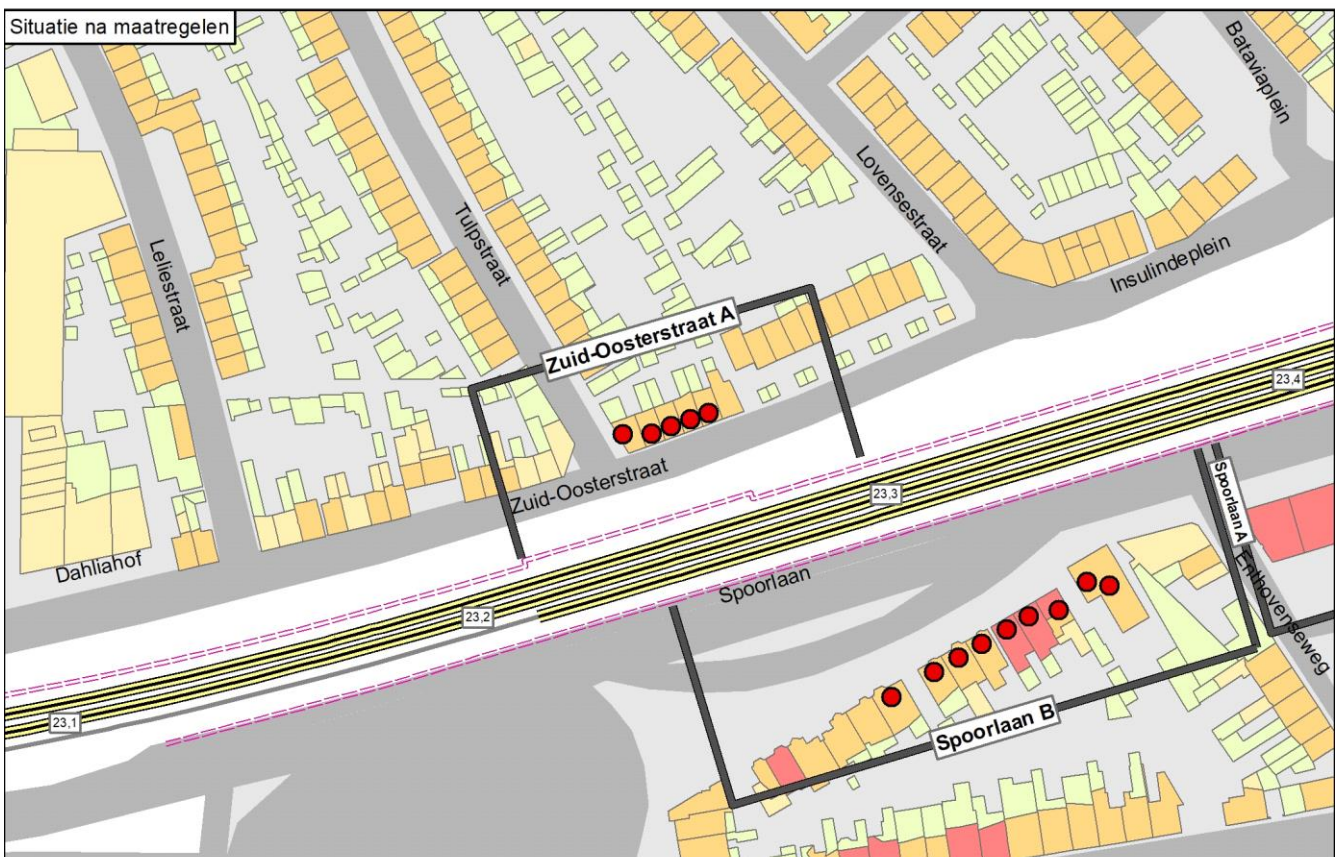 Situatie na maatregelen
Bataviaplein
Lovensestraat
Tulpstraat
Leliestraat
Insulindeplein
Zuid-Oosterstraat A
23,4
Zuid-Oosterstraat
23,3
Spoorlaan A
Dahliahof
Spoorlaan
Enthovenseweg
23,2
23,1
Spoorlaan B